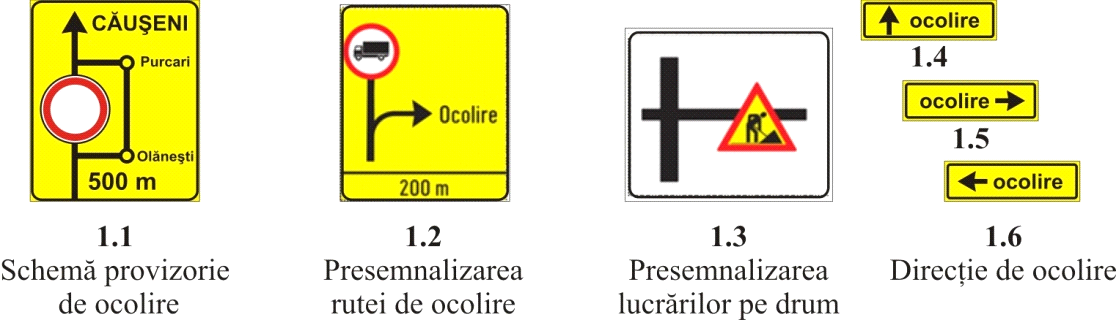 CĂUŞENI
Purcari
Olăneşti
500 m
1.1
Schemă provizorie
de ocolire
Ocolire
200 m
1.2
Presemnalizarea
rutei de ocolire
1.3
Presemnalizarea
lucrărilor pe drum
ocolire
1.4
ocolire
1.5
ocolire
1.6
Direcție de ocolire